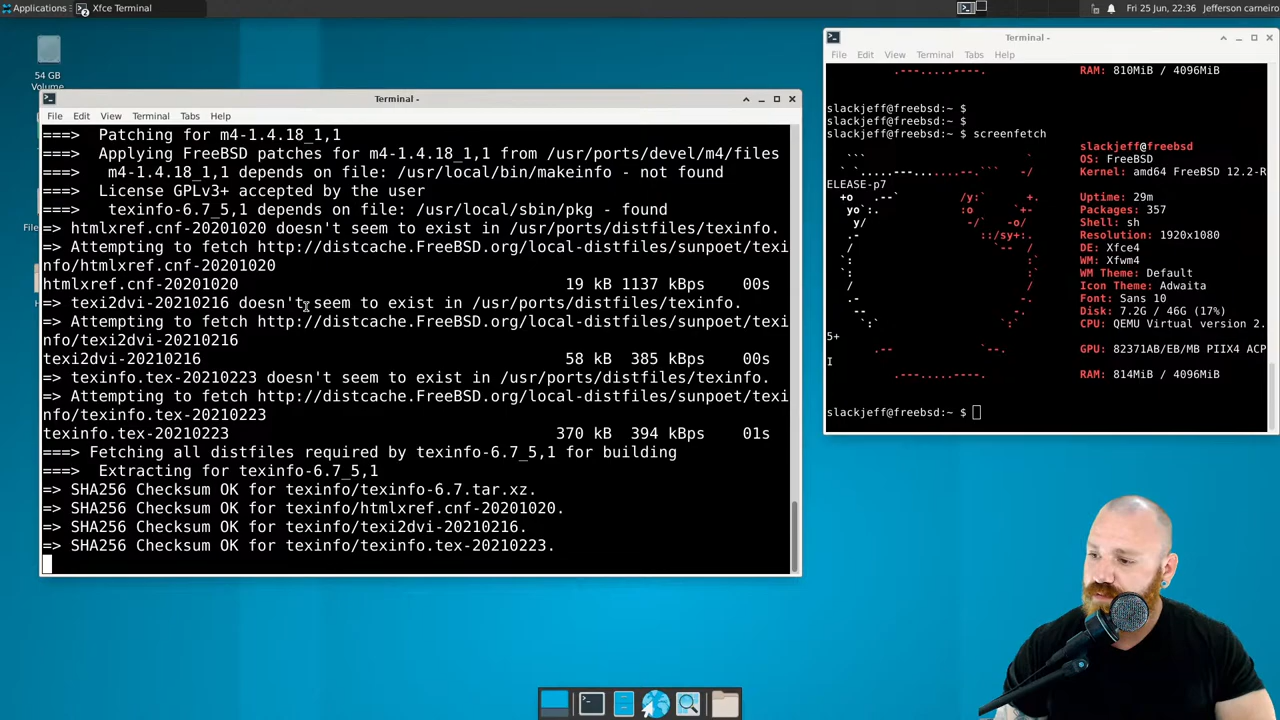 Applications
Xfce Terminal
2
Fri 25 Jun, 22:36
Jefferson carneiro
54 GB
Volume
Terminal -
File Edit View Terminal Tabs Help
===>  Patching for m4-1.4.18_1,1
===>  Applying FreeBSD patches for m4-1.4.18_1,1 from /usr/ports/devel/m4/files
===>   m4-1.4.18_1,1 depends on file: /usr/local/bin/makeinfo - not found
===>  License GPLv3+ accepted by the user
===>   texinfo-6.7_5,1 depends on file: /usr/local/sbin/pkg - found
=> htmlxref.cnf-20201020 doesn't seem to exist in /usr/ports/distfiles/texinfo.
=> Attempting to fetch http://distcache.FreeBSD.org/local-distfiles/sunpoet/texi
nfo/htmlxref.cnf-20201020
htmlxref.cnf-20201020 19 kB 1137 kBps 00s
=> texi2dvi-20210216 doesn't seem to exist in /usr/ports/distfiles/texinfo.
=> Attempting to fetch http://distcache.FreeBSD.org/local-distfiles/sunpoet/texi
nfo/texi2dvi-20210216
texi2dvi-20210216 58 kB 385 kBps 00s
=> texinfo.tex-20210223 doesn't seem to exist in /usr/ports/distfiles/texinfo.
=> Attempting to fetch http://distcache.FreeBSD.org/local-distfiles/sunpoet/texi
nfo/texinfo.tex-20210223
texinfo.tex-20210223 370 kB 394 kBps 01s
===> Fetching all distfiles required by texinfo-6.7_5,1 for building
===>  Extracting for texinfo-6.7_5,1
=> SHA256 Checksum OK for texinfo/texinfo-6.7.tar.xz.
=> SHA256 Checksum OK for texinfo/htmlxref.cnf-20201020.
=> SHA256 Checksum OK for texinfo/texi2dvi-20210216.
=> SHA256 Checksum OK for texinfo/texinfo.tex-20210223.
Terminal -
File Edit View Terminal Tabs Help
.---.....----. RAM: 810MiB / 4096MiB
slackjeff@freebsd:~ $
slackjeff@freebsd:~ $
slackjeff@freebsd:~ $ screenfetch
slackjeff@freebsd
OS: FreeBSD
Kernel: amd64 FreeBSD 12.2-R
ELEASE-p7
Uptime: 29m
Packages: 357
Shell: sh
Resolution: 1920x1080
DE: Xfce4
WM: Xfwm4
WM Theme: Default
Icon Theme: Adwaita
Font: Sans 10
Disk: 7.2G / 46G (17%)
CPU: QEMU Virtual version 2.
5+
GPU: 82371AB/EB/MB PIIX4 ACP
I
.---.....----. RAM: 814MiB / 4096MiB
slackjeff@freebsd:~ $